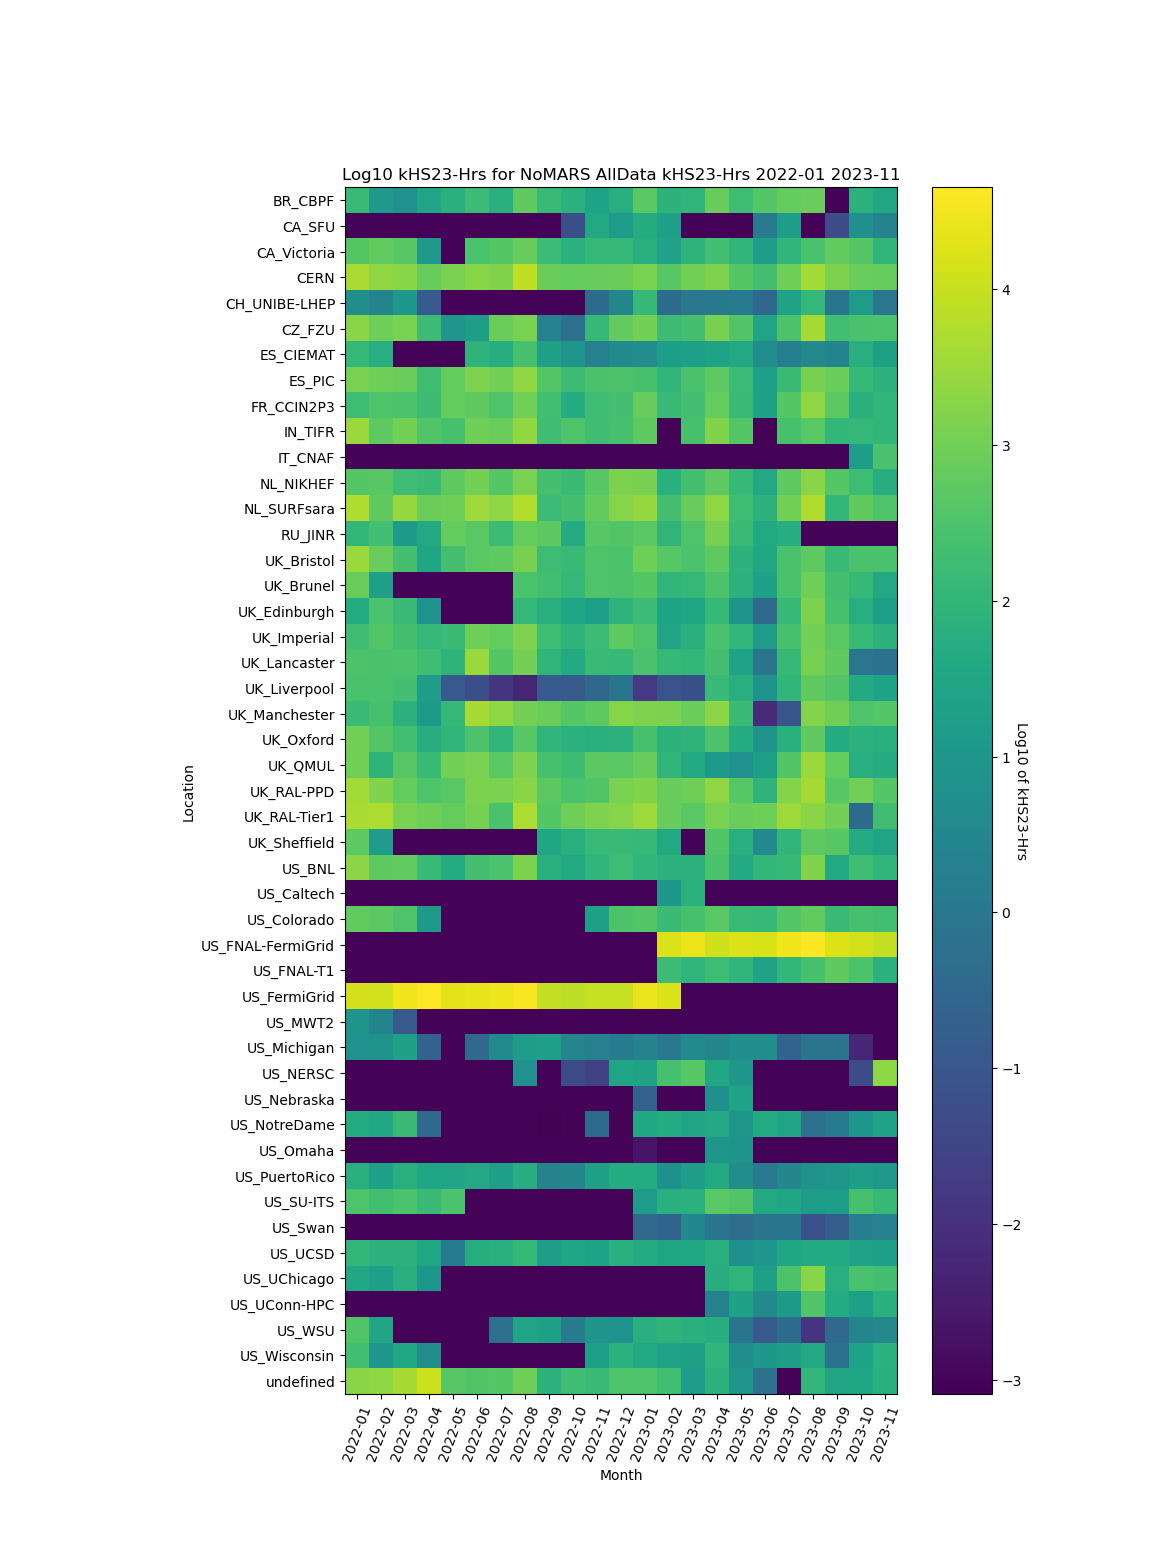 Log10 kHS23-Hrs for NoMARS AllData kHS23-Hrs 2022-01 2023-11
BR_CBPF
CA_SFU
CA_Victoria
CERN
CH_UNIBE-LHEP
CZ_FZU
ES_CIEMAT
ES_PIC
FR_CCIN2P3
IN_TIFR
IT_CNAF
NL_NIKHEF
NL_SURFsara
RU_JINR
UK_Bristol
UK_Brunel
UK_Edinburgh
UK_Imperial
UK_Lancaster
UK_Liverpool
UK_Manchester
UK_Oxford
UK_QMUL
UK_RAL-PPD
UK_RAL-Tier1
UK_Sheffield
US_BNL
US_Caltech
US_Colorado
US_FNAL-FermiGrid
US_FNAL-T1
US_FermiGrid
US_MWT2
US_Michigan
US_NERSC
US_Nebraska
US_NotreDame
US_Omaha
US_PuertoRico
US_SU-ITS
US_Swan
US_UCSD
US_UChicago
US_UConn-HPC
US_WSU
US_Wisconsin
undefined
Location
2022-01
2022-02
2022-03
2022-04
2022-05
2022-06
2022-07
2022-08
2022-09
2022-10
2022-11
2022-12
2023-01
2023-02
2023-03
2023-04
2023-05
2023-06
2023-07
2023-08
2023-09
2023-10
2023-11
Month
4
3
2
1
0
−1
−2
−3
Log10 of kHS23-Hrs